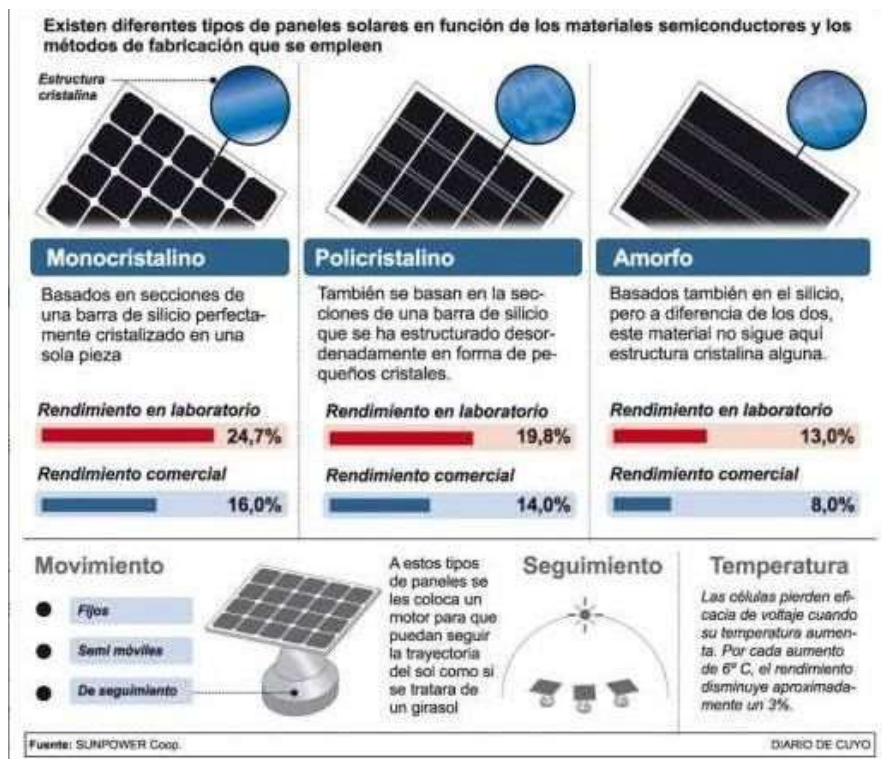 Existen diferentes tipos de paneles solares en función de los materiales semiconductores y los
métodos de fabricación que se empleen
Estructura
cristalina
Monocristalino
Basados en secciones de
una barra de silicio perfecta-
mente cristalizado en una
sola pieza
Rendimiento en laboratorio
24,7%
Rendimiento comercial
16,0%
Policristalino
También se basan en la sec-
ciones de una barra de silicio
que se ha estructurado desor-
denadamente en forma de pe-
queños cristales.
Rendimiento en laboratorio
19,8%
Rendimiento comercial
14,0%
Amorfo
Basados también en el silicio,
pero a diferencia de los dos,
este material no sigue aquí
estructura cristalina alguna.
Rendimiento en laboratorio
13,0%
Rendimiento comercial
8,0%
Movimiento
Fijos
Semi móviles
De seguimiento
A estos tipos
de paneles se
les coloca un
motor para que
puedan seguir
la trayectoria
del sol como si
se tratara de
un girasol
Seguimiento
Temperatura
Las células pierden efi-
cacia de voltaje cuando
su temperatura aumen-
ta. Por cada aumento
de 6º C, el rendimiento
disminuye aproximada-
mente un 3%.
Fuente: SUNPOWER Coop.
DIARIO DE CUYO